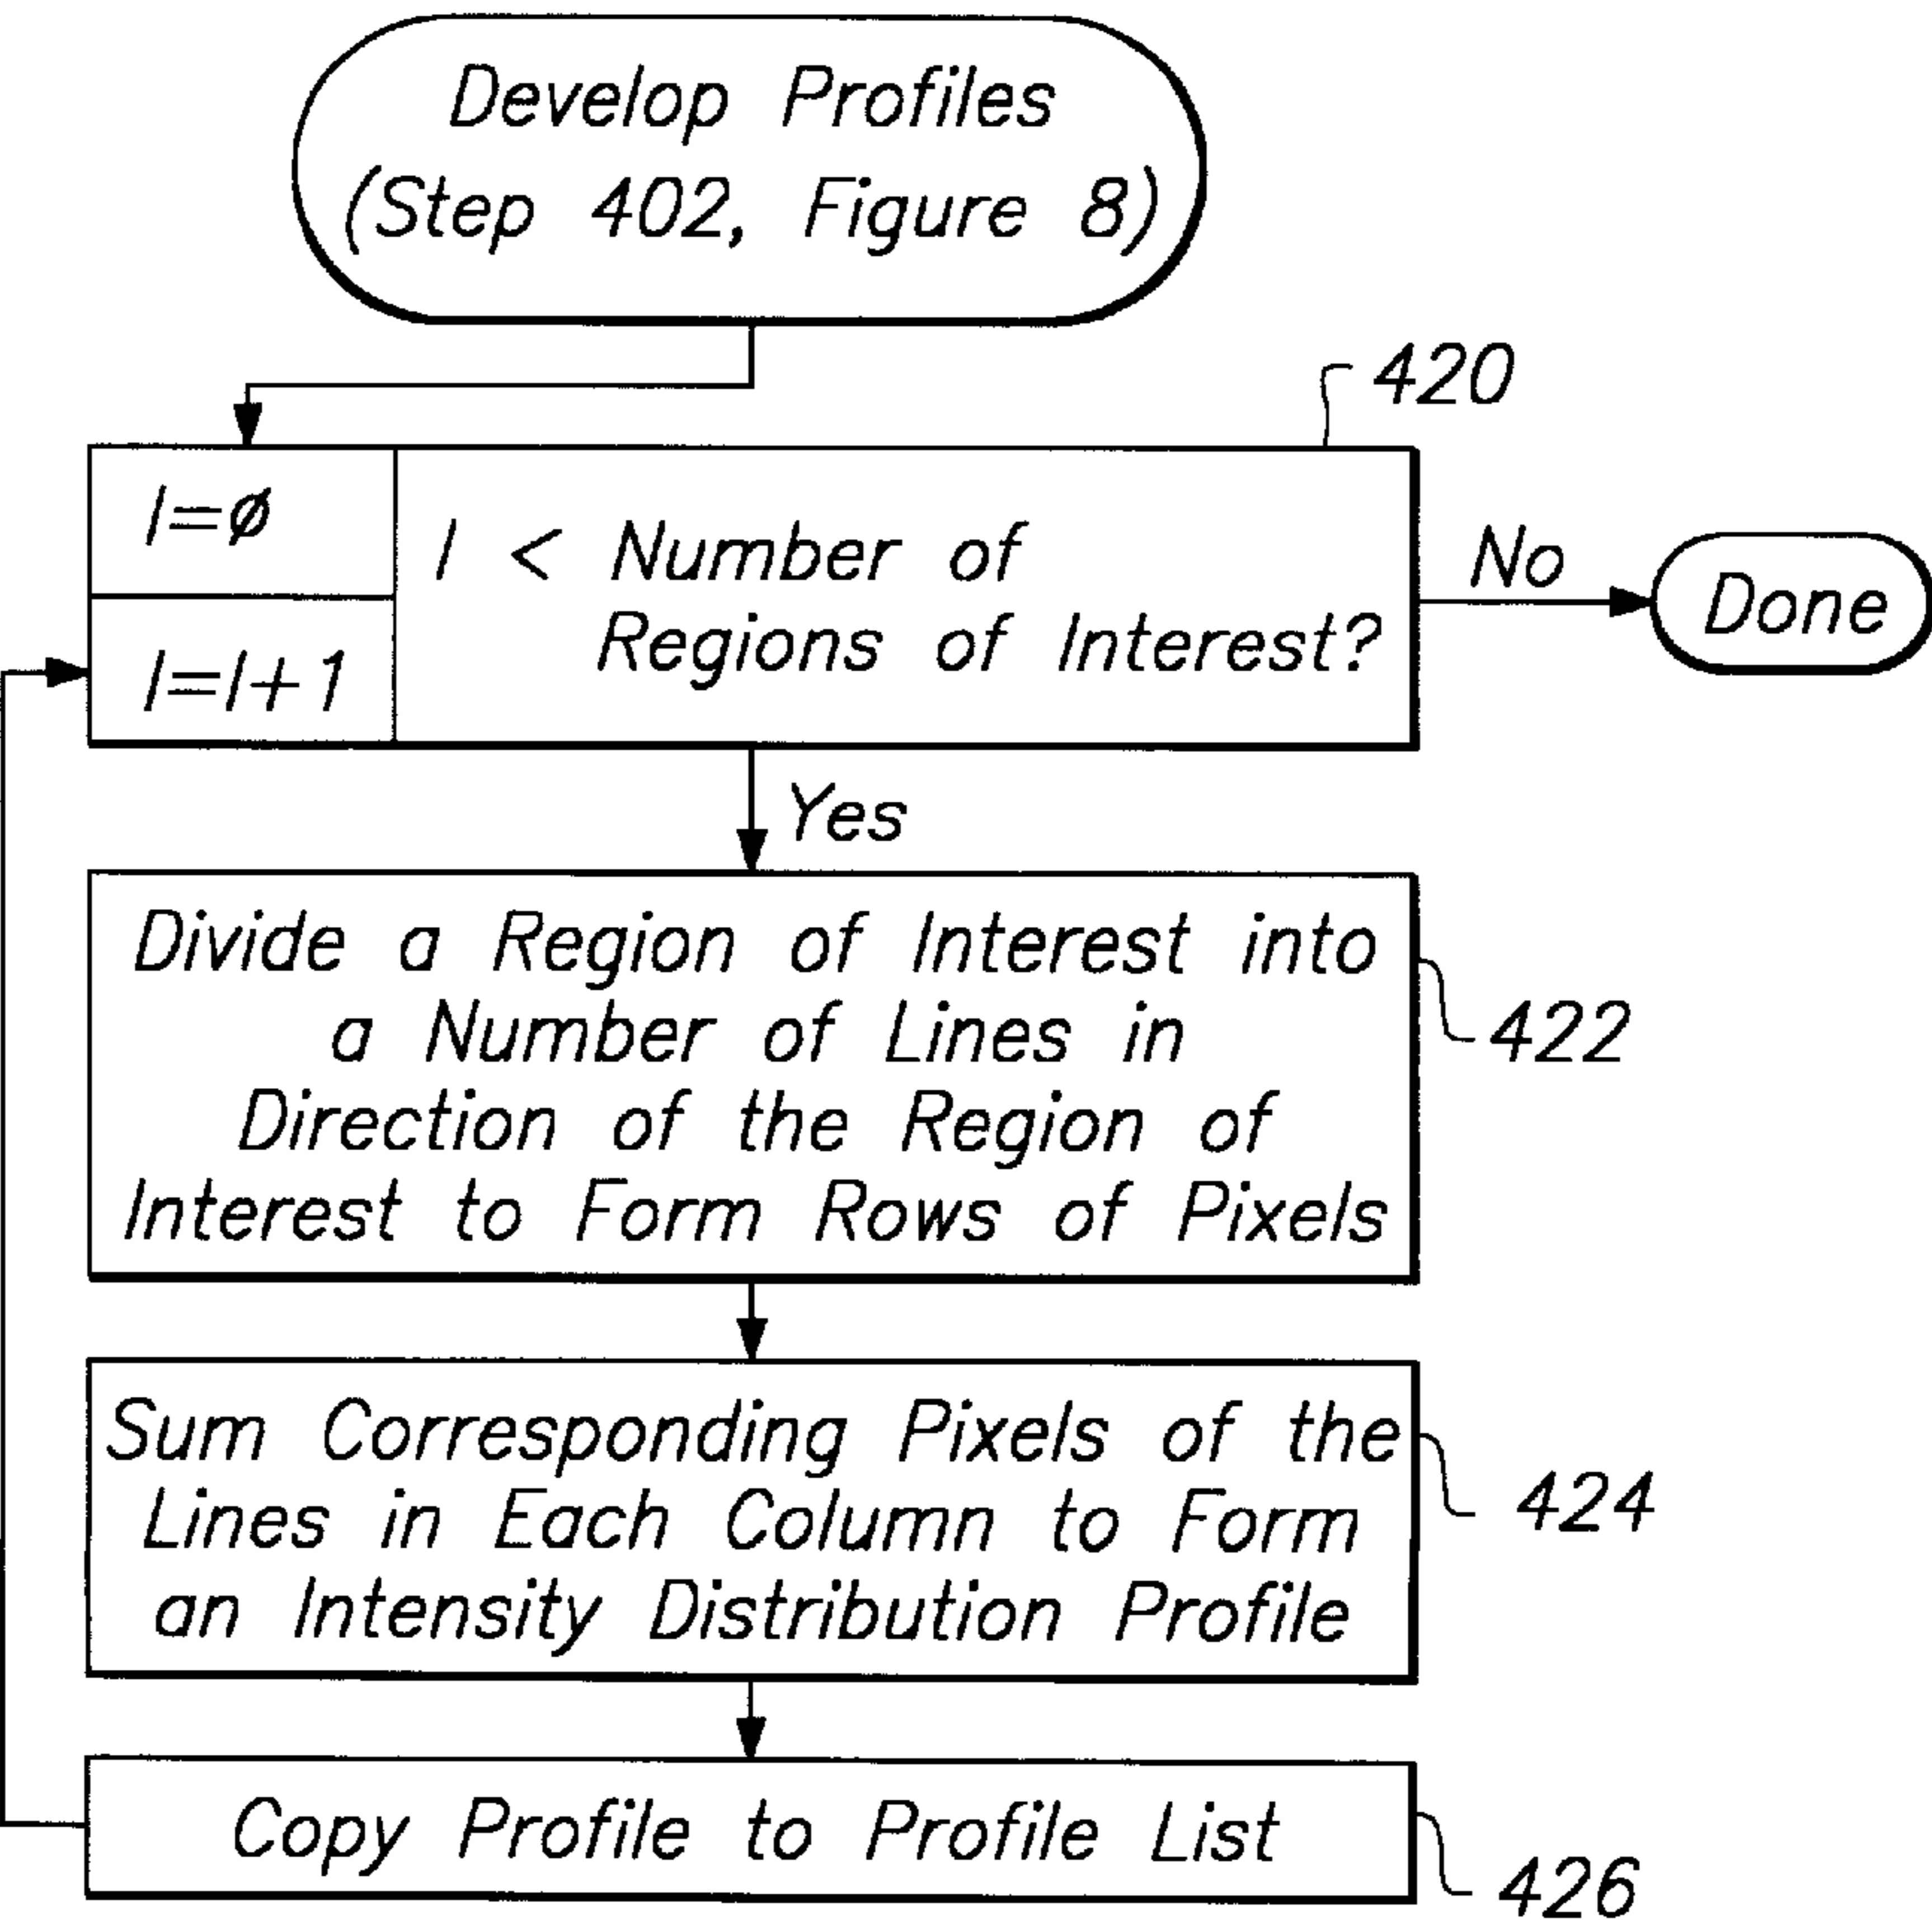 Develop Profiles
(Step 402, Figure 8)
420
I=ø
I < Number of
Regions of Interest?
I=I+1
No
Done
Yes
Divide a Region of Interest into
a Number of Lines in
Direction of the Region of
Interest to Form Rows of Pixels
422
Sum Corresponding Pixels of the
Lines in Each Column to Form
an Intensity Distribution Profile
424
Copy Profile to Profile List
426